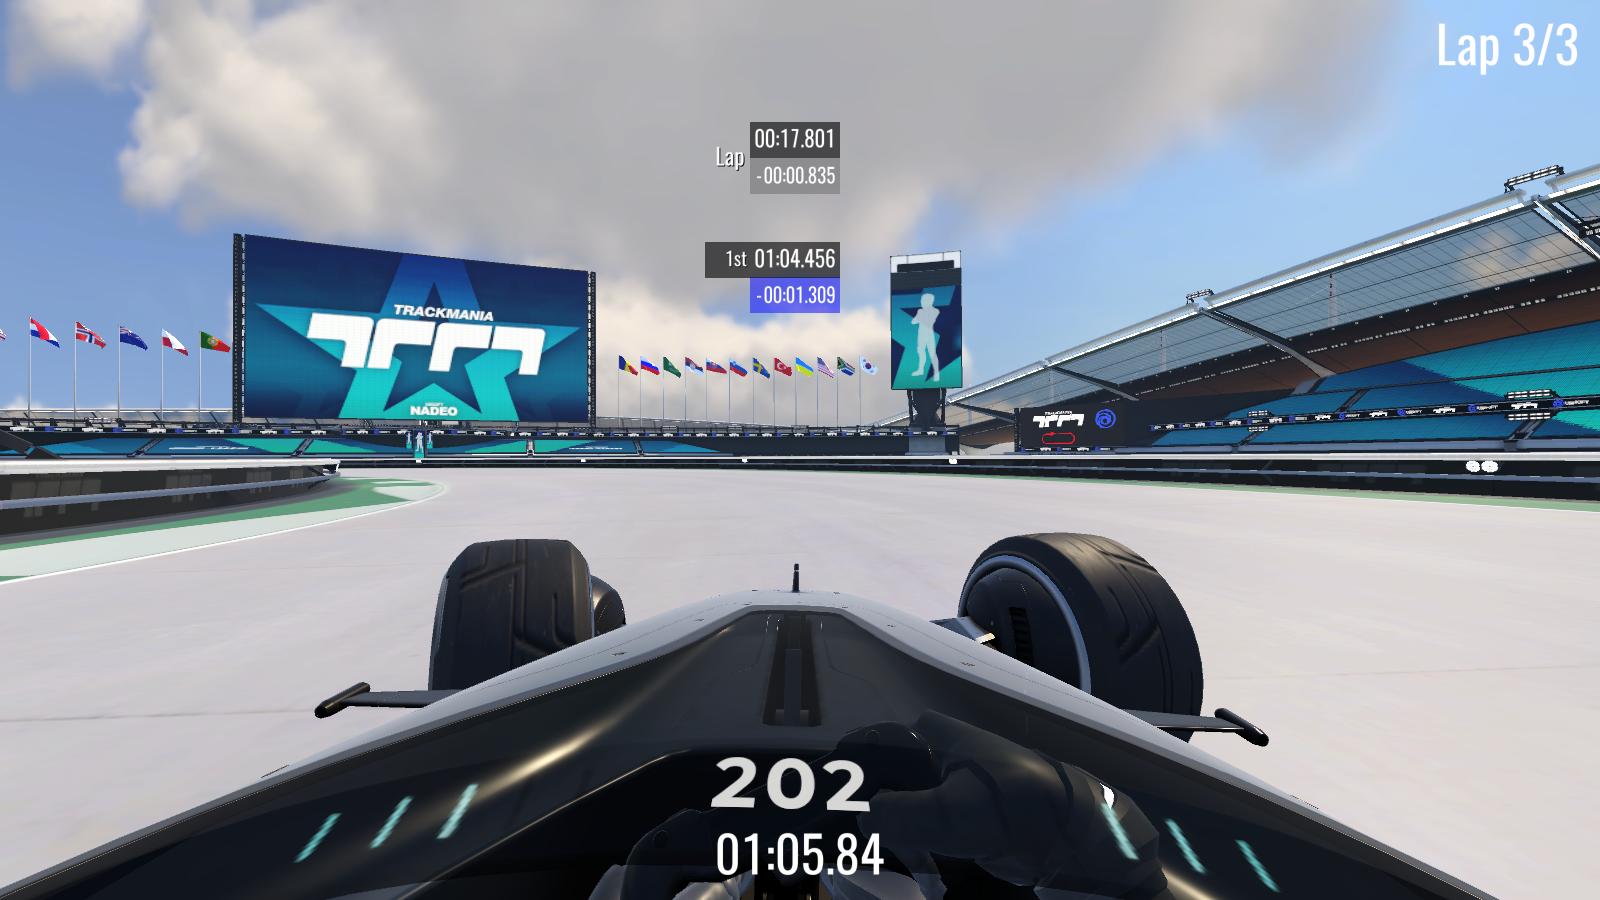 Lap 3/3
00:17.801
Lap
-00:00.835
1st 01:04.456
-00:01.309
TRACKMANIA
NADEO
202
01:05.84